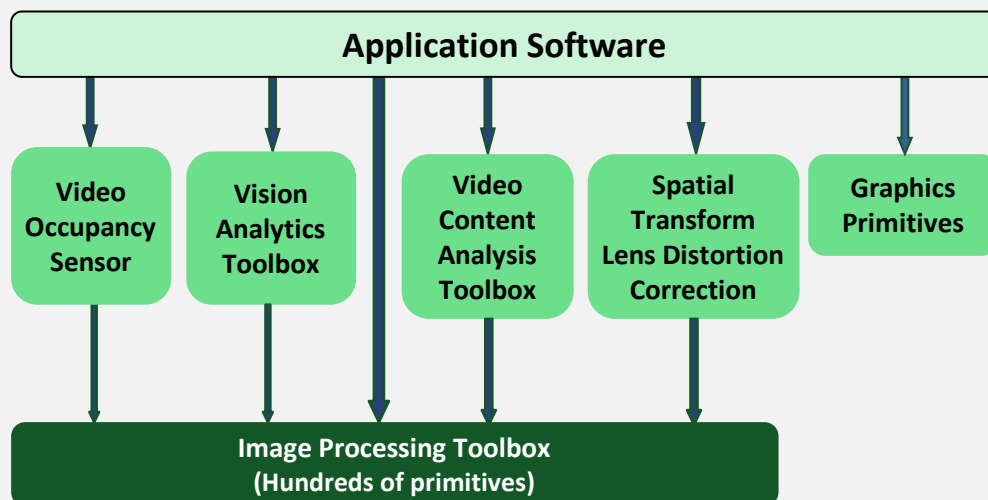 Application Software
Video
Occupancy
Sensor
Vision
Analytics
Toolbox
Video
Content
Analysis
Toolbox
Spatial
Transform
Lens Distortion
Correction
Graphics
Primitives
Image Processing Toolbox
(Hundreds of primitives)